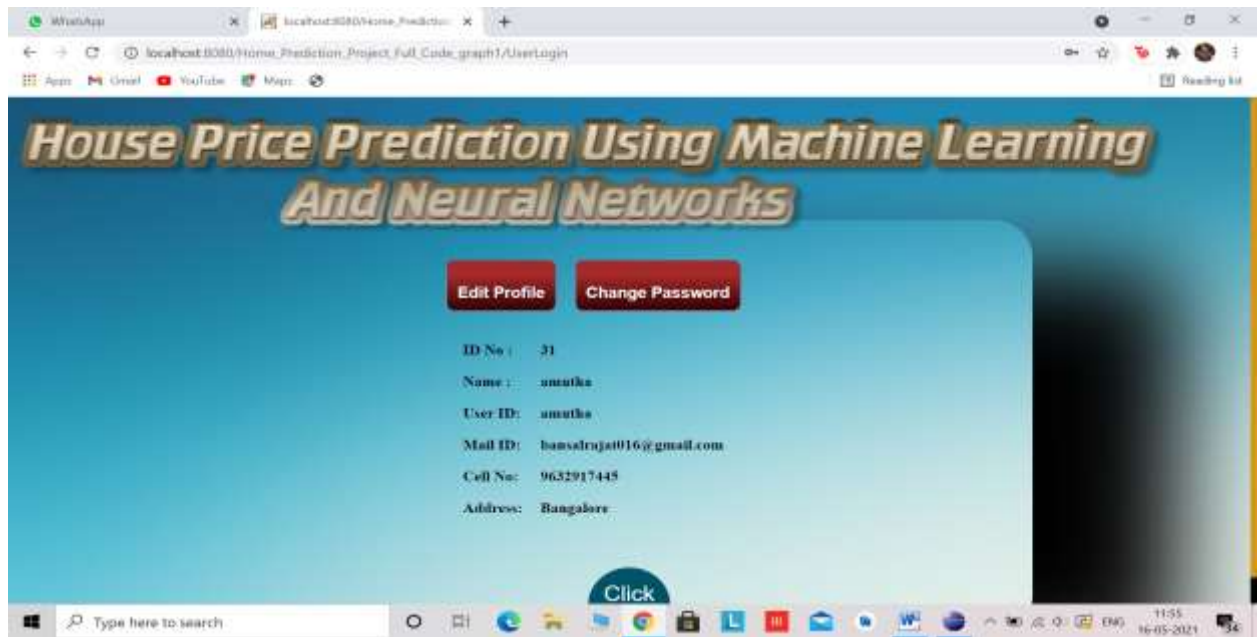 WhatsApp
localhost:8080/Home_Prediction
localhost:8080/Home_Prediction_Project_Full_Code_graph1/UserLogin
Apps Gmail YouTube Maps
Reading list
House Price Prediction Using Machine Learning
And Neural Networks
Edit Profile Change Password
ID No : 31
Name : amutha
User ID: amutha
Mail ID: bansalrajat016@gmail.com
Cell No: 9632917445
Address: Bangalore
Click
Type here to search
ENG
11:55
16-05-2021